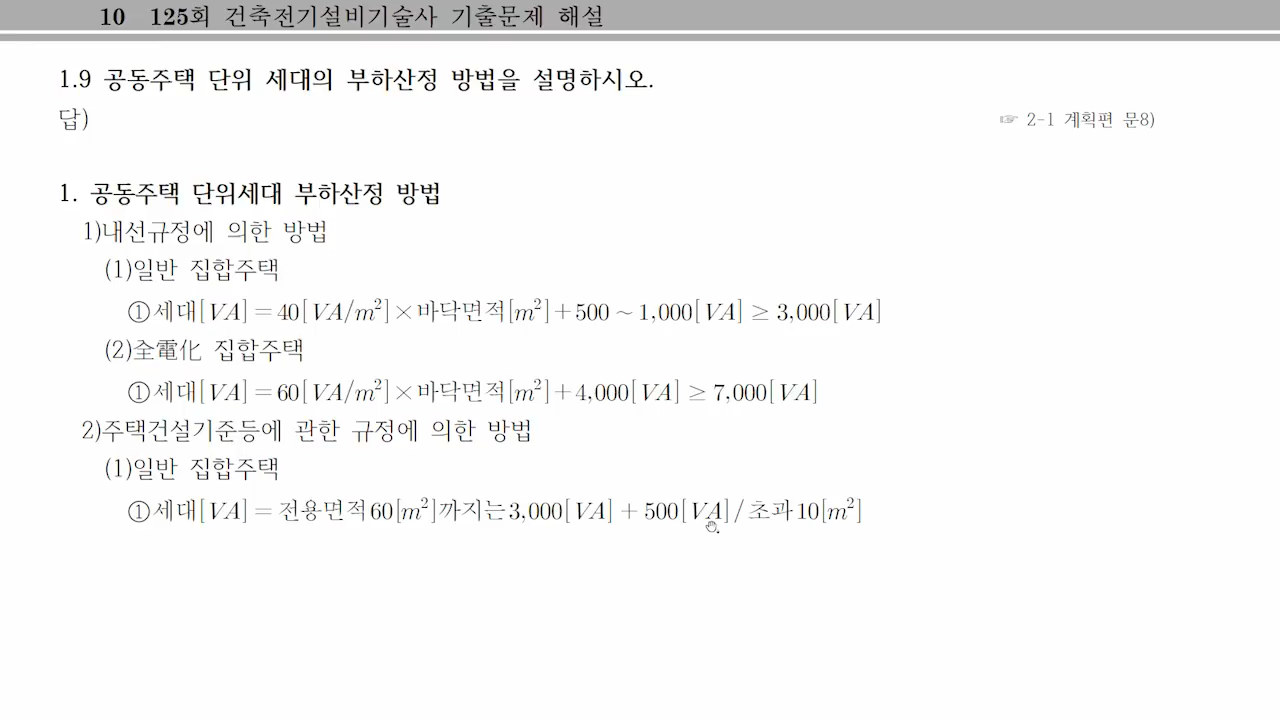 10 125회 건축전기설비기술사 기출문제 해설
1.9 공동주택 단위 세대의 부하산정 방법을 설명하시오.
답)
☞ 2-1 계획편 문8)
1. 공동주택 단위세대 부하산정 방법
1)내선규정에 의한 방법
(1)일반 집합주택
①세대[VA]=40[VA/m²]×바닥면적[m²]+500~1,000[VA]≥3,000[VA]
(2)全電化 집합주택
①세대[VA]=60[VA/m²]×바닥면적[m²]+4,000[VA]≥7,000[VA]
2)주택건설기준등에 관한 규정에 의한 방법
(1)일반 집합주택
①세대[VA]=전용면적60[m²]까지는3,000[VA]+500[VA]/초과10[m²]